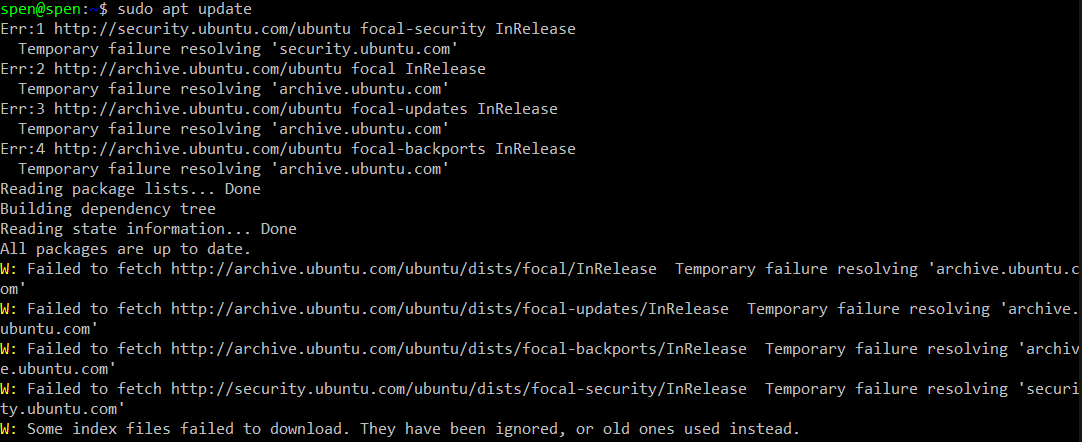 spen@spen:~$ sudo apt update
Err:1 http://security.ubuntu.com/ubuntu focal-security InRelease
  Temporary failure resolving 'security.ubuntu.com'
Err:2 http://archive.ubuntu.com/ubuntu focal InRelease
  Temporary failure resolving 'archive.ubuntu.com'
Err:3 http://archive.ubuntu.com/ubuntu focal-updates InRelease
  Temporary failure resolving 'archive.ubuntu.com'
Err:4 http://archive.ubuntu.com/ubuntu focal-backports InRelease
  Temporary failure resolving 'archive.ubuntu.com'
Reading package lists... Done
Building dependency tree
Reading state information... Done
All packages are up to date.
W: Failed to fetch http://archive.ubuntu.com/ubuntu/dists/focal/InRelease  Temporary failure resolving 'archive.ubuntu.c
om'
W: Failed to fetch http://archive.ubuntu.com/ubuntu/dists/focal-updates/InRelease  Temporary failure resolving 'archive.
ubuntu.com'
W: Failed to fetch http://archive.ubuntu.com/ubuntu/dists/focal-backports/InRelease  Temporary failure resolving 'archiv
e.ubuntu.com'
W: Failed to fetch http://security.ubuntu.com/ubuntu/dists/focal-security/InRelease  Temporary failure resolving 'securi
ty.ubuntu.com'
W: Some index files failed to download. They have been ignored, or old ones used instead.